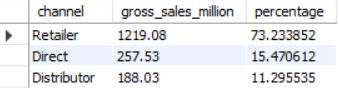 channel gross_sales_million percentage
Retailer 1219.08 73.233852
Direct 257.53 15.470612
Distributor 188.03 11.295535